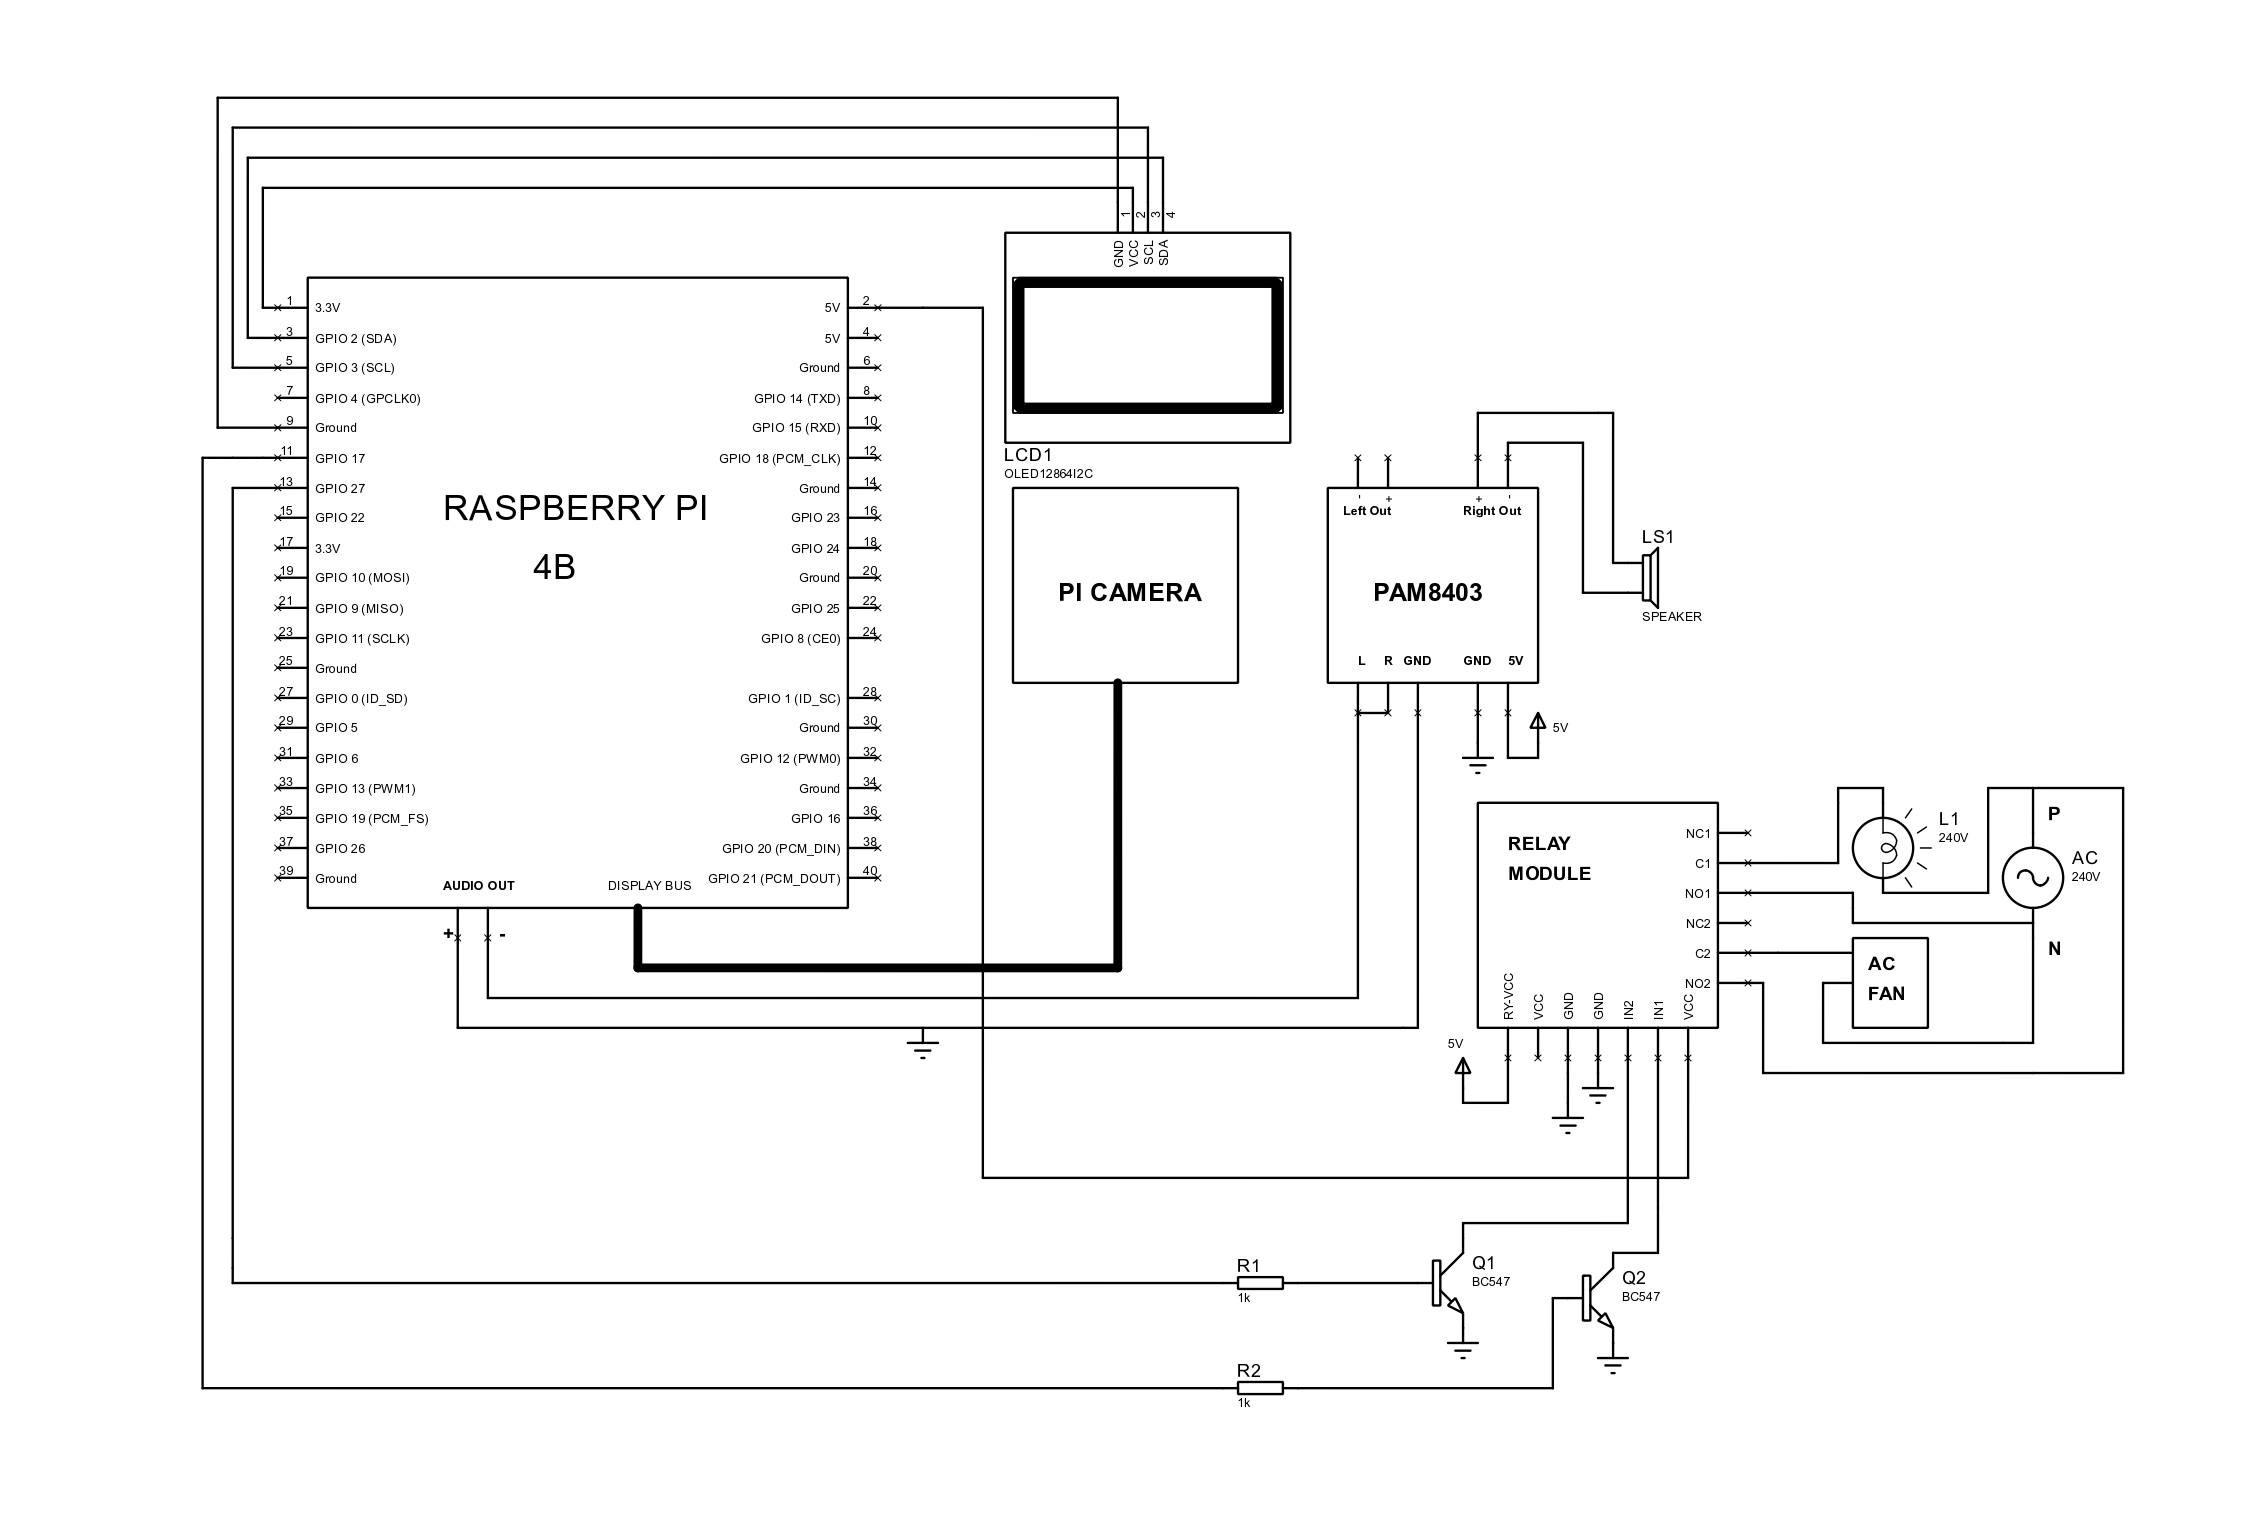 1
2
3
4
GND
VCC
SCL
SDA
LCD1
OLED12864I2C
RASPBERRY PI
4B
1 3.3V
3 GPIO 2 (SDA)
5 GPIO 3 (SCL)
7 GPIO 4 (GPCLK0)
9 Ground
11 GPIO 17
13 GPIO 27
15 GPIO 22
17 3.3V
19 GPIO 10 (MOSI)
21 GPIO 9 (MISO)
23 GPIO 11 (SCLK)
25 Ground
27 GPIO 0 (ID_SD)
29 GPIO 5
31 GPIO 6
33 GPIO 13 (PWM1)
35 GPIO 19 (PCM_FS)
37 GPIO 26
39 Ground
5V 2
5V 4
Ground 6
GPIO 14 (TXD) 8
GPIO 15 (RXD) 10
GPIO 18 (PCM_CLK) 12
Ground 14
GPIO 23 16
GPIO 24 18
Ground 20
GPIO 25 22
GPIO 8 (CE0) 24
GPIO 1 (ID_SC) 28
Ground 30
GPIO 12 (PWM0) 32
Ground 34
GPIO 16 36
GPIO 20 (PCM_DIN) 38
GPIO 21 (PCM_DOUT) 40
AUDIO OUT
DISPLAY BUS
+ -
PI CAMERA
- + + -
Left Out Right Out
PAM8403
L R GND GND 5V
5V
LS1
SPEAKER
RELAY
MODULE
NC1
C1
NO1
NC2
C2
NO2
RY-VCC
VCC
GND
GND
IN2
IN1
VCC
5V
L1
240V
P
AC
240V
N
AC
FAN
R1
1k
Q1
BC547
Q2
BC547
R2
1k